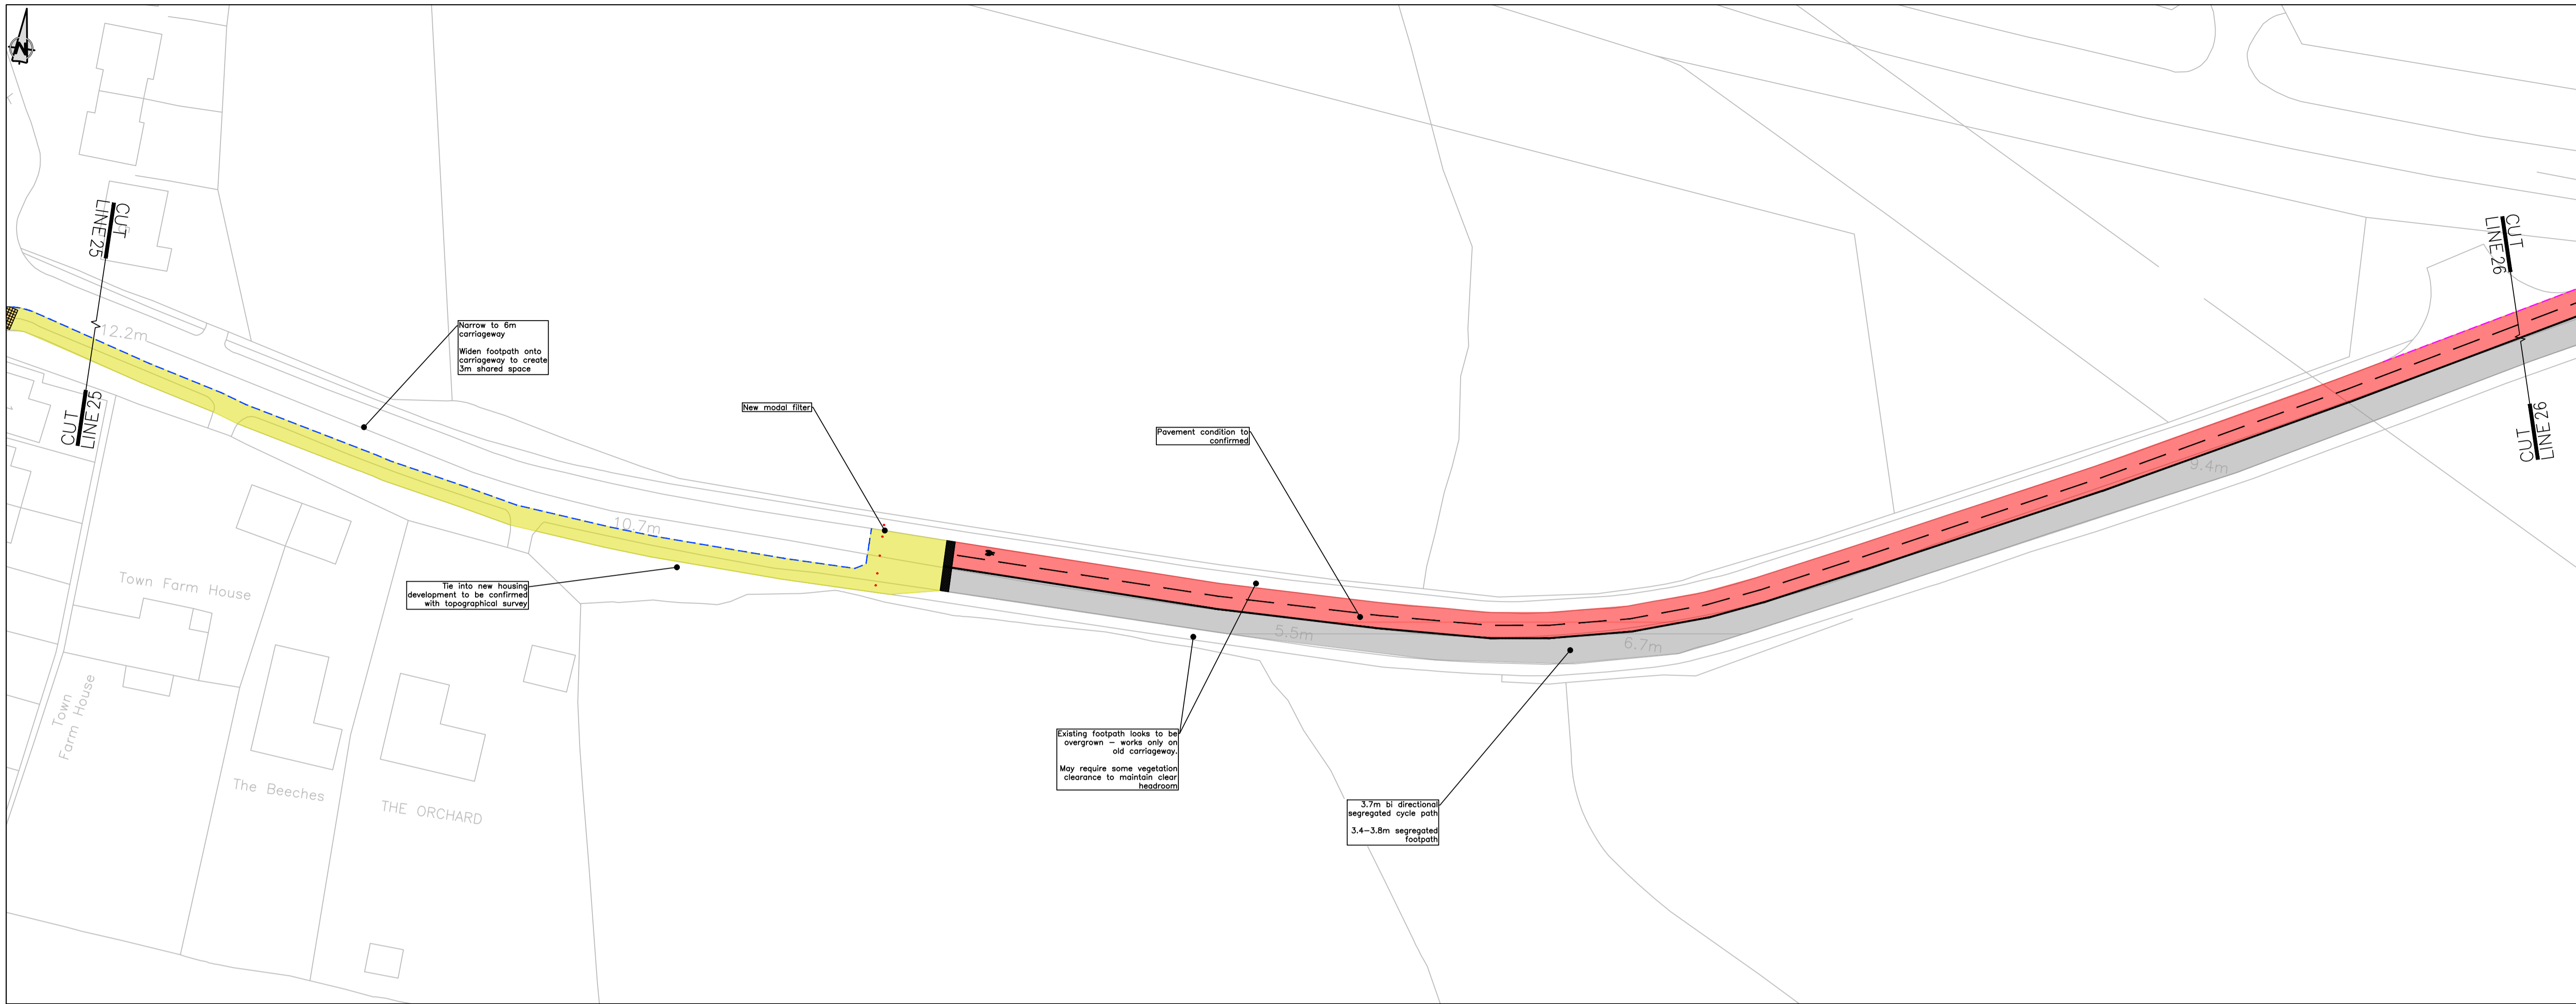 N
CUT
LINE 25
12.2m
Narrow to 6m
carriageway
Widen footpath onto
carriageway to create
3m shared space
CUT
LINE 26
New modal filter
Pavement condition to
confirmed
CUT
LINE 25
CUT
LINE 26
9.4m
10.7m
Tie into new housing
development to be confirmed
with topographical survey
Town Farm House
5.5m
6.7m
Town
Farm House
Existing footpath looks to be
overgrown – works only on
old carriageway.
May require some vegetation
clearance to maintain clear
headroom
The Beeches
THE ORCHARD
3.7m bi directional
segregated cycle path
3.4–3.8m segregated
footpath